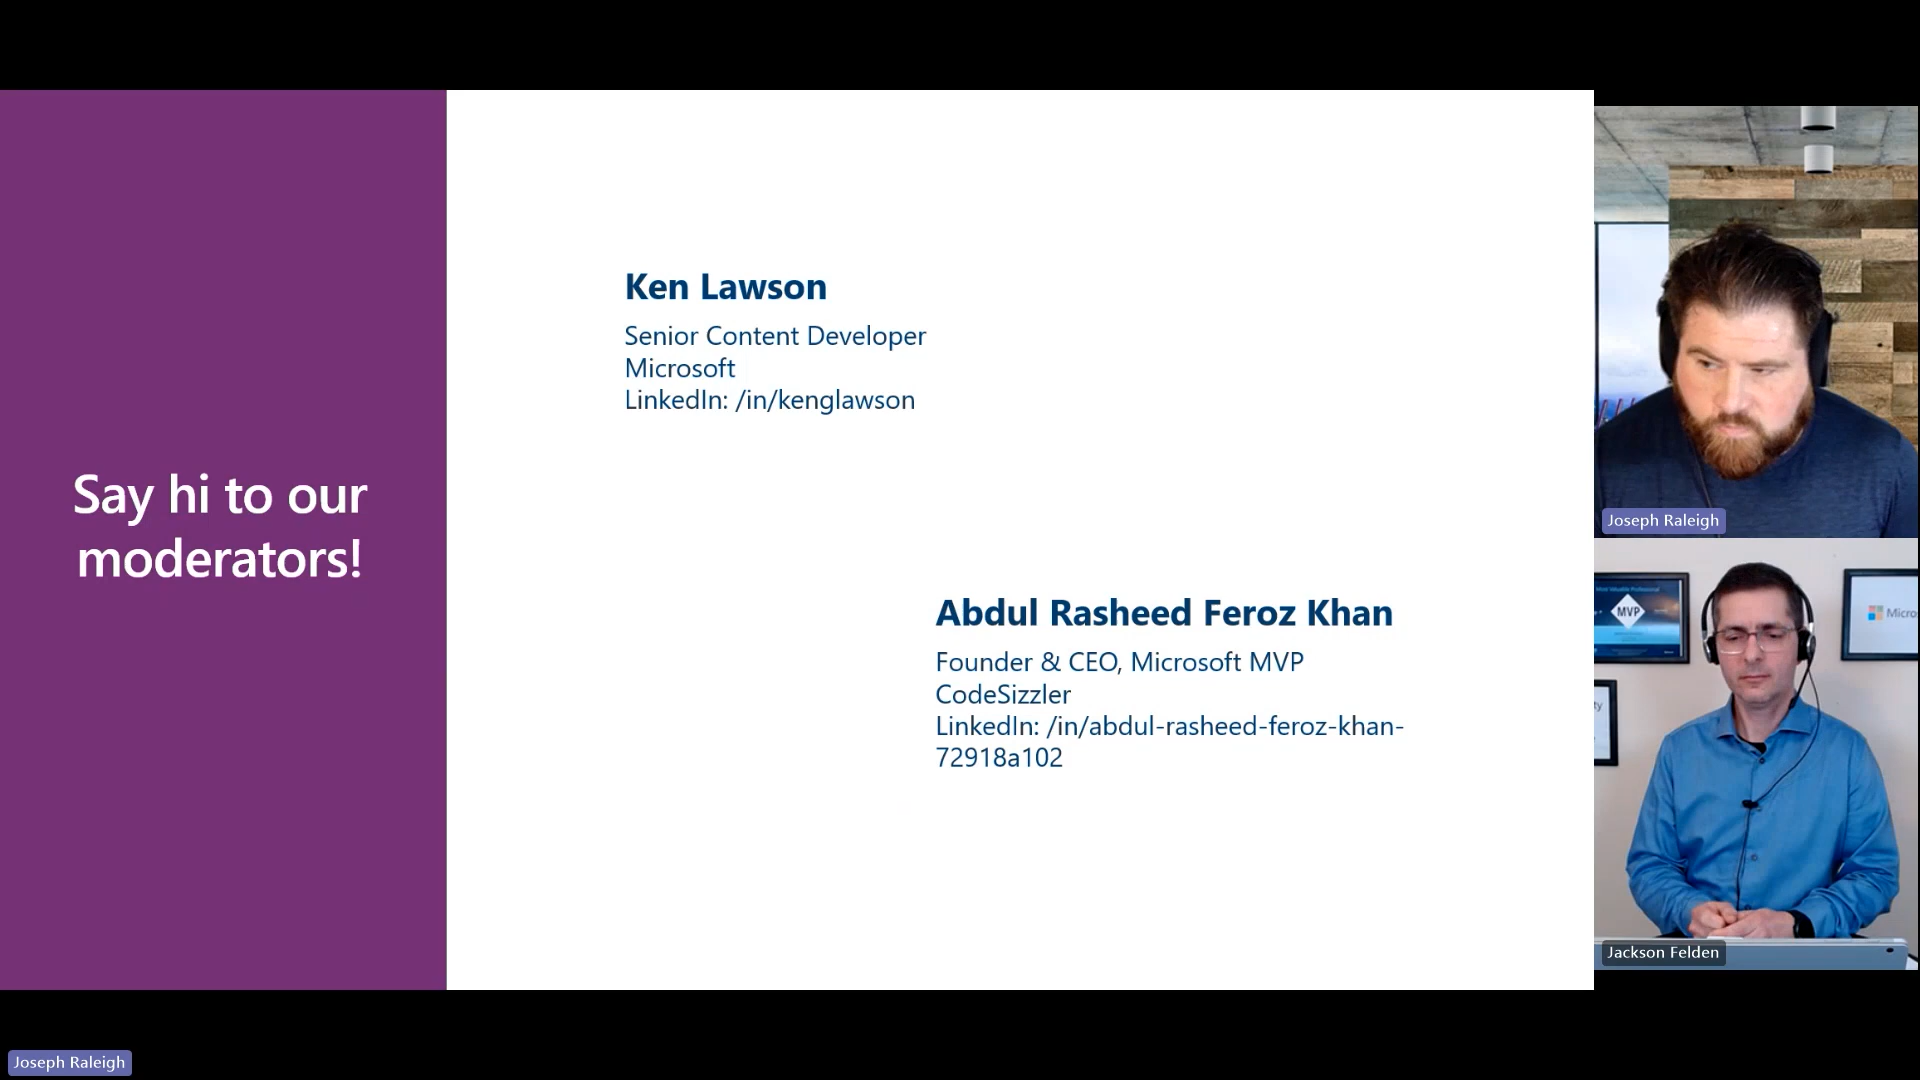 Say hi to our
moderators!
Ken Lawson
Senior Content Developer
Microsoft
LinkedIn: /in/kenglawson
Abdul Rasheed Feroz Khan
Founder & CEO, Microsoft MVP
CodeSizzler
LinkedIn: /in/abdul-rasheed-feroz-khan-
72918a102
Joseph Raleigh
MVP
Micro
Jackson Felden
Joseph Raleigh